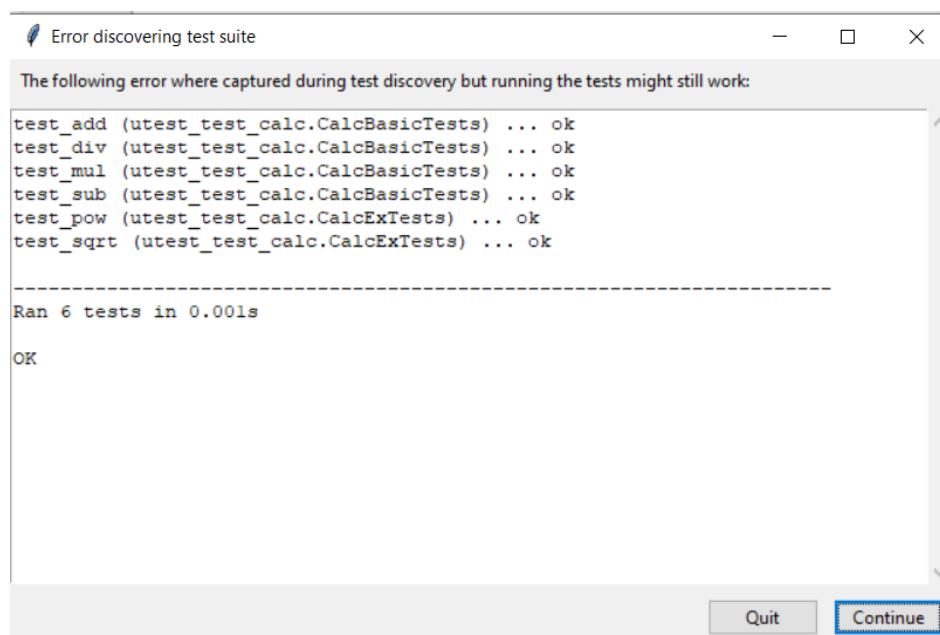 Error discovering test suite
The following error where captured during test discovery but running the tests might still work:
test_add (utest_test_calc.CalcBasicTests) ... ok
test_div (utest_test_calc.CalcBasicTests) ... ok
test_mul (utest_test_calc.CalcBasicTests) ... ok
test_sub (utest_test_calc.CalcBasicTests) ... ok
test_pow (utest_test_calc.CalcExTests) ... ok
test_sqrt (utest_test_calc.CalcExTests) ... ok
----------------------------------------------------------------------
Ran 6 tests in 0.001s
OK
Quit Continue